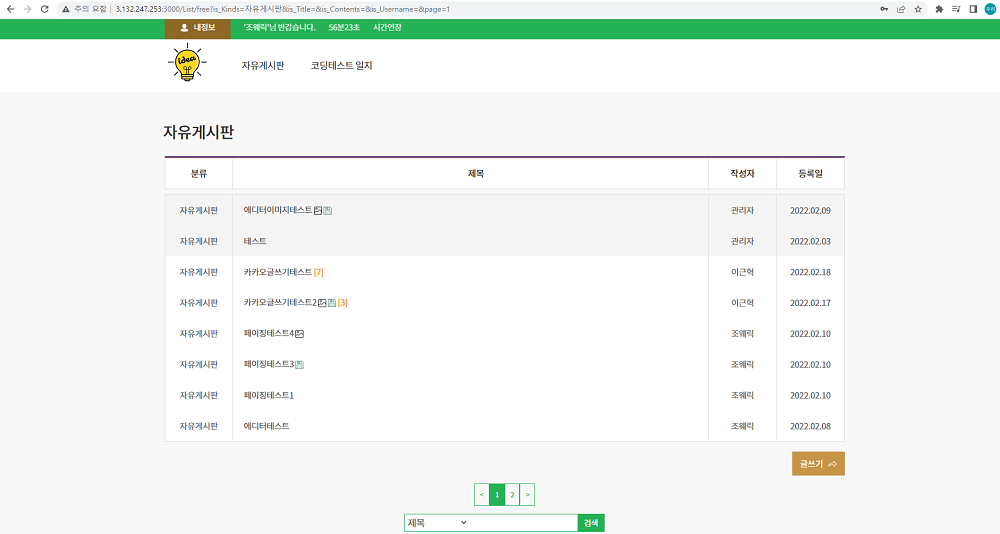 주의 요함 | 3.132.247.253:3000/List/free?is_Kinds=자유게시판&is_Title=&is_Contents=&is_Username=&page=1
내정보 '조웨릭'님 반갑습니다. 56분23초 시간연장
idea 자유게시판 코딩테스트 일지
자유게시판
분류 제목 작성자 등록일
자유게시판 에디터이미지테스트 관리자 2022.02.09
자유게시판 테스트 관리자 2022.02.03
자유게시판 카카오글쓰기테스트 [7] 이근혁 2022.02.18
자유게시판 카카오글쓰기테스트2 [3] 이근혁 2022.02.17
자유게시판 페이징테스트4 조웨릭 2022.02.10
자유게시판 페이징테스트3 조웨릭 2022.02.10
자유게시판 페이징테스트1 조웨릭 2022.02.10
자유게시판 에디터테스트 조웨릭 2022.02.08
글쓰기
< 1 2 >
제목 검색